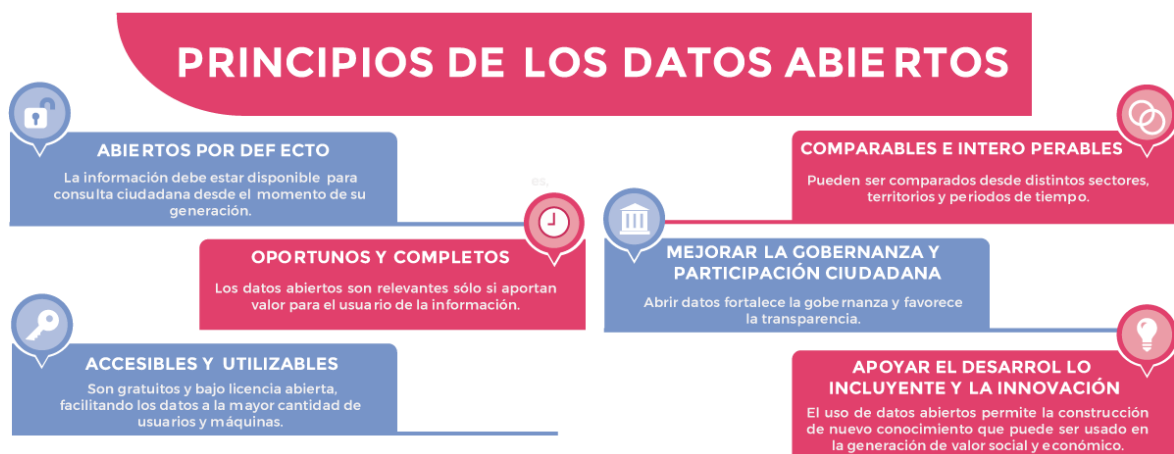 PRINCIPIOS DE LOS DATOS ABIERTOS
ABIERTOS POR DEFECTO
La información debe estar disponible para
consulta ciudadana desde el momento de su
generación.
OPORTUNOS Y COMPLETOS
Los datos abiertos son relevantes sólo si aportan
valor para el usuario de la información.
ACCESIBLES Y UTILIZABLES
Son gratuitos y bajo licencia abierta,
facilitando los datos a la mayor cantidad de
usuarios y máquinas.
COMPARABLES E INTERO PERABLES
Pueden ser comparados desde distintos sectores,
territorios y periodos de tiempo.
MEJORAR LA GOBERNANZA Y
PARTICIPACIÓN CIUDADANA
Abrir datos fortalece la gobernanza y favorece
la transparencia.
APOYAR EL DESARROL LO
INCLUYENTE Y LA INNOVACIÓN
El uso de datos abiertos permite la construcción
de nuevo conocimiento que puede ser usado en
la generación de valor social y económico.